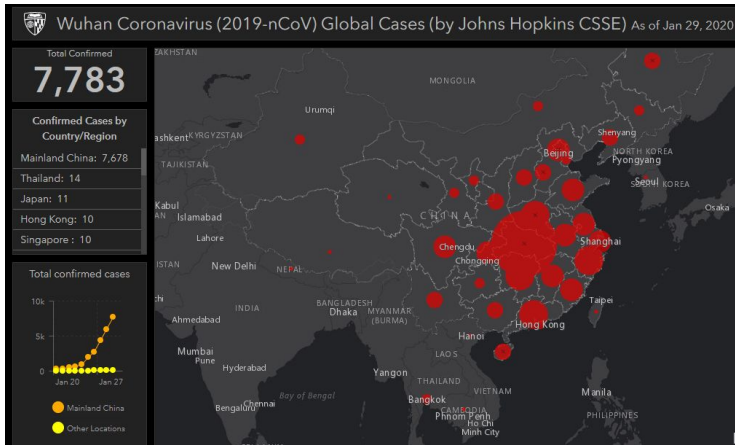 Wuhan Coronavirus (2019-nCoV) Global Cases (by Johns Hopkins CSSE) As of Jan 29, 2020
Total Confirmed
7,783
Confirmed Cases by
Country/Region
Mainland China: 7,678
Thailand: 14
Japan: 11
Hong Kong: 10
Singapore : 10
Total confirmed cases
10k
5k
0
Jan 20 Jan 27
Mainland China
Other Locations
MONGOLIA
Urumqi
KYRGYZSTAN
TAJIKISTAN
Kabul
Islamabad
Lahore
New Delhi
NEPAL
INDIA
Ahmedabad
Mumbai
Pune
Hyderabad
Bengaluru
Chennai
Bay of Bengal
BANGLADESH
Dhaka
MYANMAR
(BURMA)
Yangon
CHINA
Chengdu
Chongqing
Beijing
Shenyang
NORTH KOREA
Pyongyang
Seoul
KOREA
Osaka
Shanghai
Taipei
Hong Kong
Hanoi
LAOS
THAILAND
VIETNAM
Bangkok
CAMBODIA
Phnom Penh
Ho Chi
Minh City
Manila
PHILIPPINES